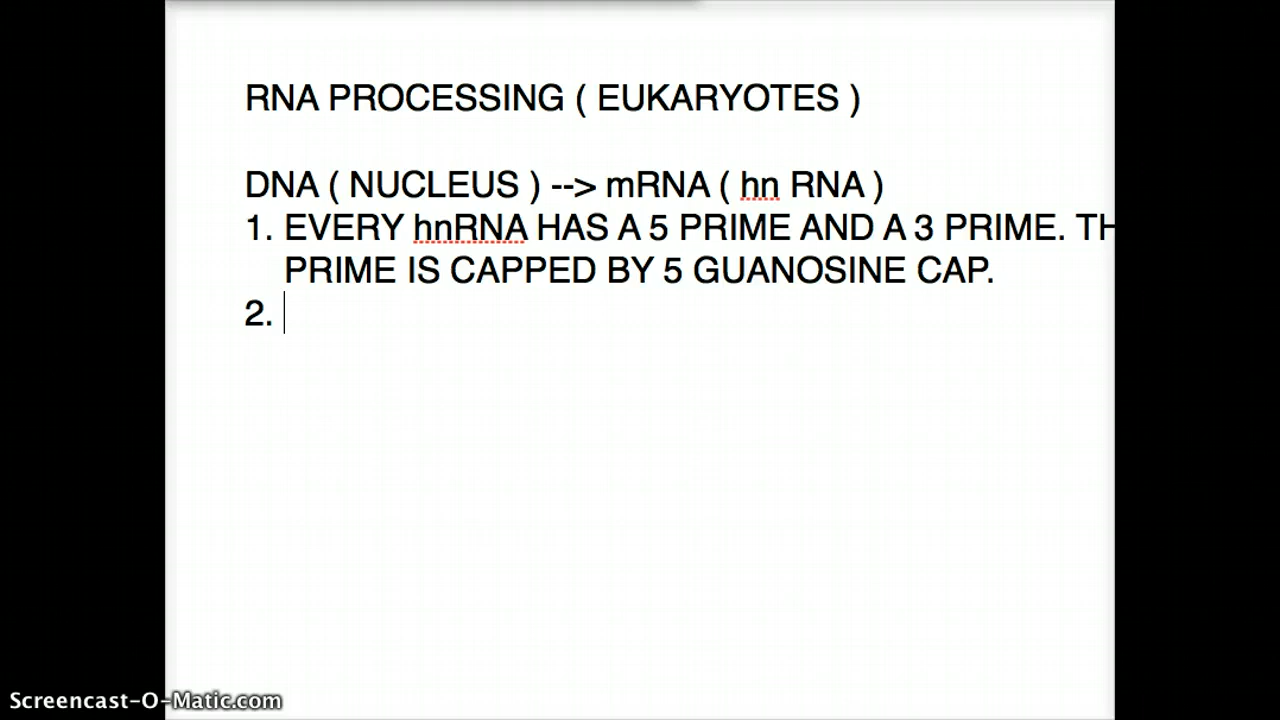 RNA PROCESSING ( EUKARYOTES )
DNA ( NUCLEUS ) --> mRNA ( hn RNA )
1. EVERY hnRNA HAS A 5 PRIME AND A 3 PRIME. TH
PRIME IS CAPPED BY 5 GUANOSINE CAP.
2.
Screencast-O-Matic.com